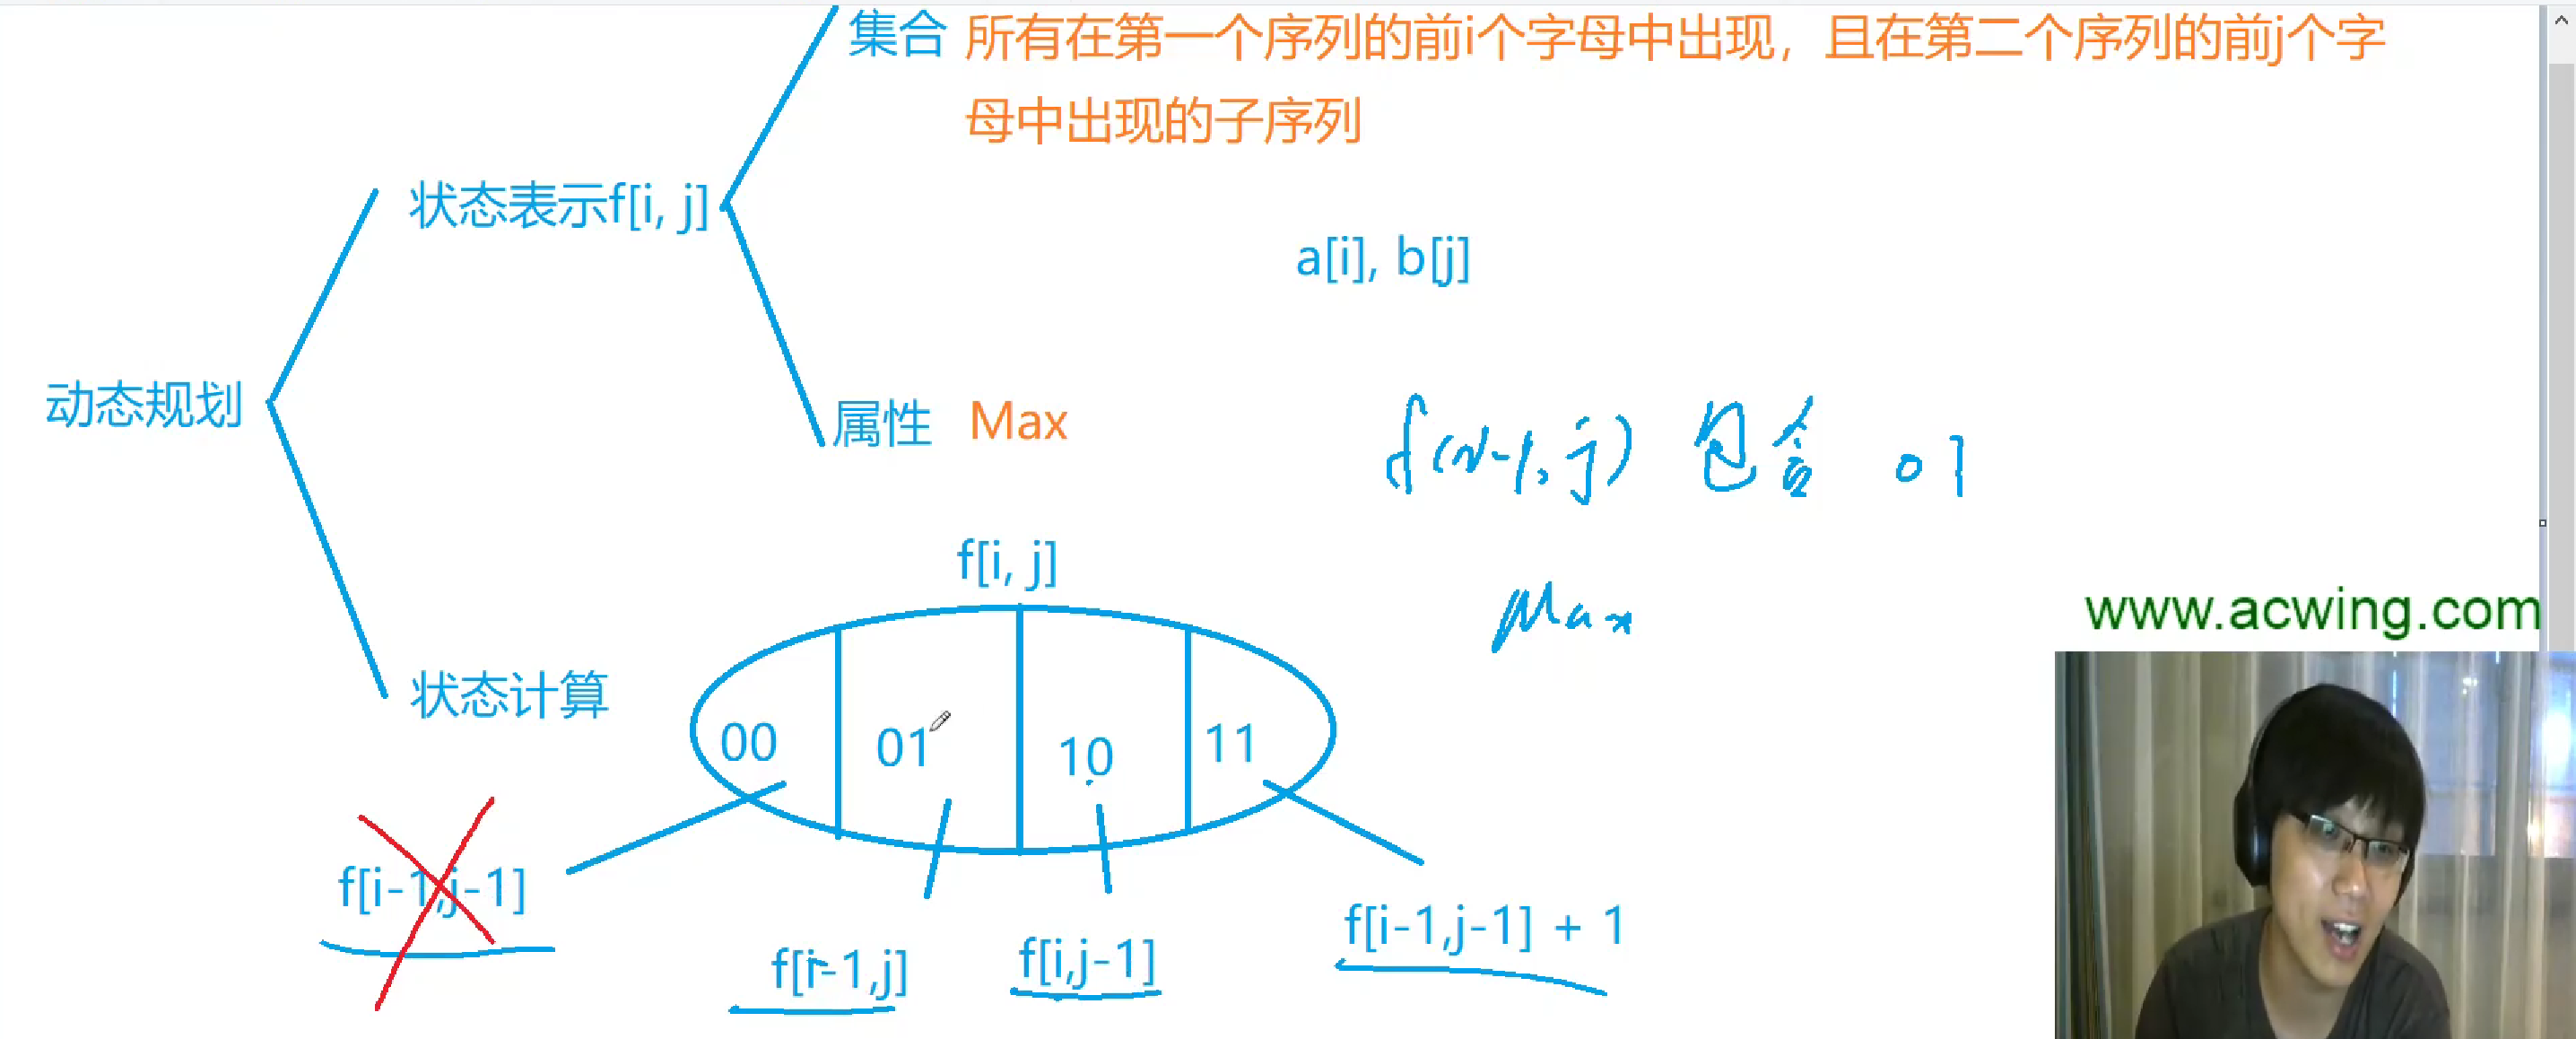 集合 所有在第一个序列的前i个字母中出现，且在第二个序列的前j个字
母中出现的子序列
状态表示f[i, j]
a[i], b[j]
动态规划
属性 Max
f(i-1, j) 包含 01
f[i, j]
Max
www.acwing.com
状态计算
00 01 10 11
f[i-1,j-1]
f[i-1,j]
f[i,j-1]
f[i-1,j-1] + 1